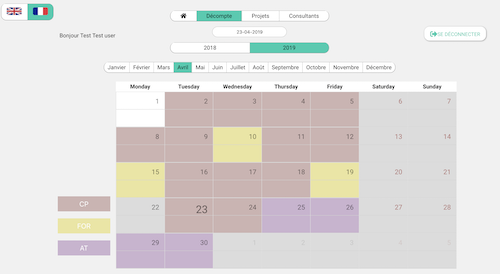 Décompte Projets Consultants
Bonjour Test Test user
23-04-2019
SE DÉCONNECTER
2018 2019
Janvier Février Mars Avril Mai Juin Juillet Août Septembre Octobre Novembre Décembre
Monday Tuesday Wednesday Thursday Friday Saturday Sunday
1 2 3 4 5 6 7
8 9 10 11 12 13 14
15 16 17 18 19 20 21
22 23 24 25 26 27 28
29 30 1 2 3 4 5
CP
FOR
AT